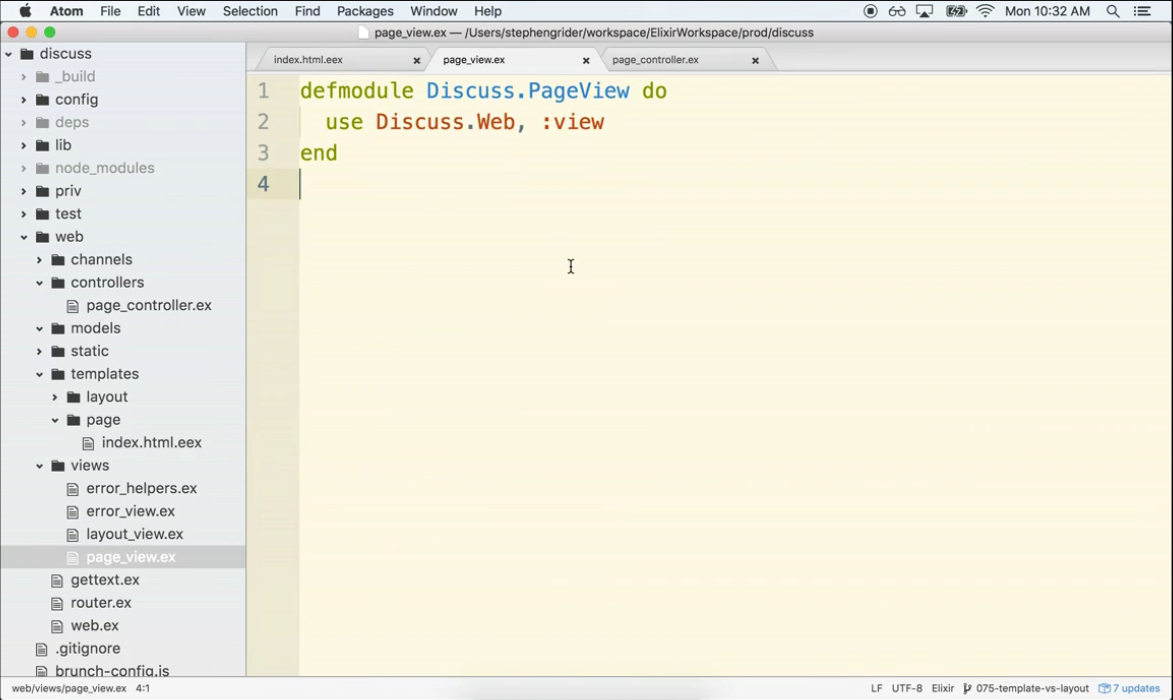 Atom File Edit View Selection Find Packages Window Help Mon 10:32 AM
page_view.ex — /Users/stephengrider/workspace/ElixirWorkspace/prod/discuss
discuss
_build
config
deps
lib
node_modules
priv
test
web
channels
controllers
page_controller.ex
models
static
templates
layout
page
index.html.eex
views
error_helpers.ex
error_view.ex
layout_view.ex
page_view.ex
gettext.ex
router.ex
web.ex
.gitignore
brunch-config.js
index.html.eex page_view.ex page_controller.ex
1 defmodule Discuss.PageView do
2 use Discuss.Web, :view
3 end
4
web/views/page_view.ex 4:1 LF UTF-8 Elixir 075-template-vs-layout 7 updates